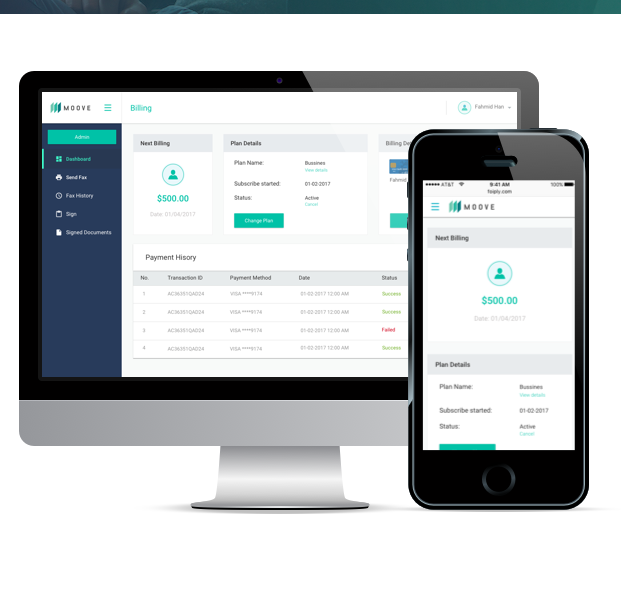 MOOVE
Billing
Fahmid Han
Admin
Dashboard
Send Fax
Fax History
Sign
Signed Documents
Next Billing
$500.00
Date: 01/04/2017
Plan Details
Plan Name: Bussines
View details
Subscribe started: 01-02-2017
Status: Active
Cancel
Change Plan
Billing De
Fahmid
Payment Hisory
No. Transaction ID Payment Method Date Status
1 AC36351QAD24 VISA ****9174 01-02-2017 12:00 AM Success
2 AC36351QAD24 VISA ****9174 01-02-2017 12:00 AM Success
3 AC36351QAD24 VISA ****9174 01-02-2017 12:00 AM Failed
4 AC36351QAD24 VISA ****9174 01-02-2017 12:00 AM Success
AT&T 9:41 AM 100%
fsiply.com
MOOVE
Next Billing
$500.00
Date: 01/04/2017
Plan Details
Plan Name: Bussines
View details
Subscribe started: 01-02-2017
Status: Active
Cancel